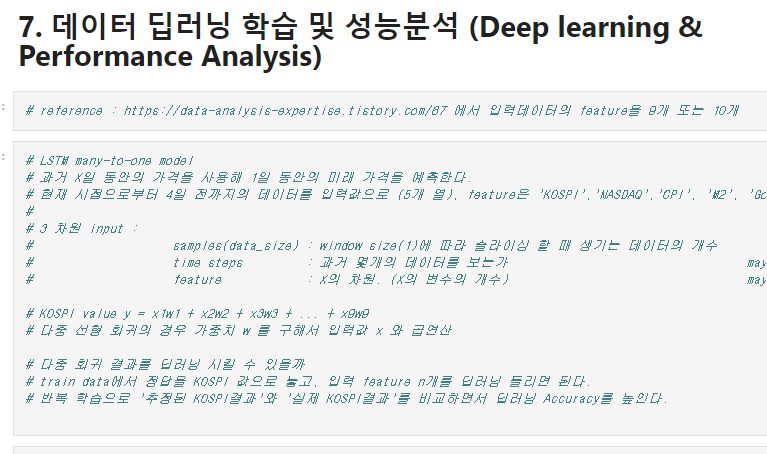 7. 데이터 딥러닝 학습 및 성능분석 (Deep learning &
Performance Analysis)
# reference : https://data-analysis-expertise.tistory.com/67 에서 입력데이터의 feature을 9개 또는 10개
# LSTM many-to-one model
# 과거 X일 동안의 가격을 사용해 1일 동안의 미래 가격을 예측한다.
# 현재 시점으로부터 4일 전까지의 데이터를 입력값으로 (5개 열), feature은 'KOSPI','NASDAQ','CPI', 'M2',
#
# 3 차원 input :
# samples(data_size) : window size(1)에 따라 슬라이싱 할 때 생기는 데이터의 개수
# time steps : 과거 몇개의 데이터를 보는가 may
# feature : X의 차원. (X의 변수의 개수) may
# KOSPI value y = x1w1 + x2w2 + x3w3 + ... + x9w9
# 다중 선형 회귀의 경우 가중치 w 를 구해서 입력값 x 와 곱연산
# 다중 회귀 결과를 딥러닝 시킬 수 있을까
# train data에서 정답을 KOSPI 값으로 놓고, 입력 feature n개를 딥러닝 돌리면 된다.
# 반복 학습으로 '추정된 KOSPI결과'와 '실제 KOSPI결과'를 비교하면서 딥러닝 Accuracy를 높인다.